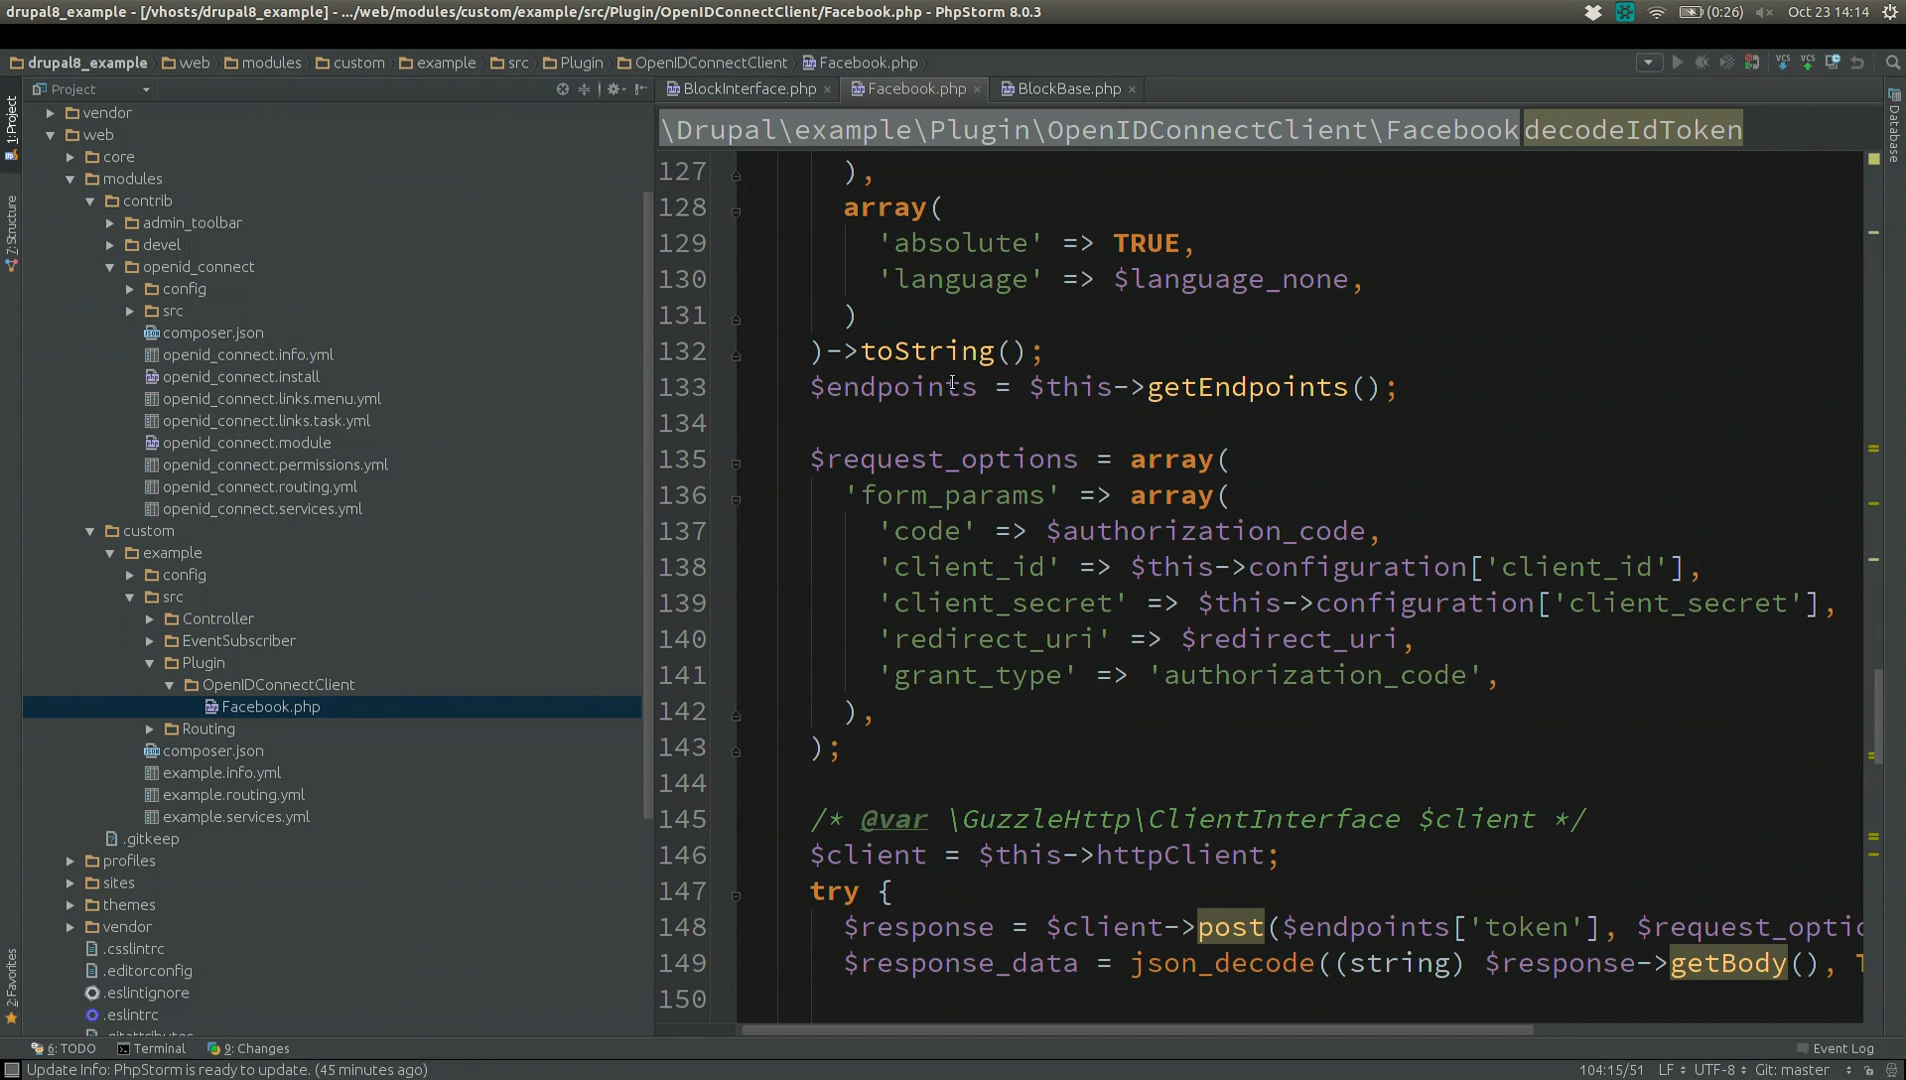 drupal8_example - [/vhosts/drupal8_example] - .../web/modules/custom/example/src/Plugin/OpenIDConnectClient/Facebook.php - PhpStorm 8.0.3
(0:26) Oct 23 14:14
drupal8_example web modules custom example src Plugin OpenIDConnectClient Facebook.php
Project
BlockInterface.php Facebook.php BlockBase.php
\Drupal\example\Plugin\OpenIDConnectClient\Facebook decodeIdToken
1: Project
7: Structure
2: Favorites
Database
vendor
web
core
modules
contrib
admin_toolbar
devel
openid_connect
config
src
composer.json
openid_connect.info.yml
openid_connect.install
openid_connect.links.menu.yml
openid_connect.links.task.yml
openid_connect.module
openid_connect.permissions.yml
openid_connect.routing.yml
openid_connect.services.yml
custom
example
config
src
Controller
EventSubscriber
Plugin
OpenIDConnectClient
Facebook.php
Routing
composer.json
example.info.yml
example.routing.yml
example.services.yml
.gitkeep
profiles
sites
themes
vendor
.csslintrc
.editorconfig
.eslintignore
.eslintrc
127 ),
128 array(
129 'absolute' => TRUE,
130 'language' => $language_none,
131 )
132 )->toString();
133 $endpoints = $this->getEndpoints();
134
135 $request_options = array(
136 'form_params' => array(
137 'code' => $authorization_code,
138 'client_id' => $this->configuration['client_id'],
139 'client_secret' => $this->configuration['client_secret'],
140 'redirect_uri' => $redirect_uri,
141 'grant_type' => 'authorization_code',
142 ),
143 );
144
145 /* @var \GuzzleHttp\ClientInterface $client */
146 $client = $this->httpClient;
147 try {
148 $response = $client->post($endpoints['token'], $request_optio
149 $response_data = json_decode((string) $response->getBody(), T
150
6: TODO Terminal 9: Changes Event Log
Update Info: PhpStorm is ready to update. (45 minutes ago) 104:15/51 LF UTF-8 Git: master